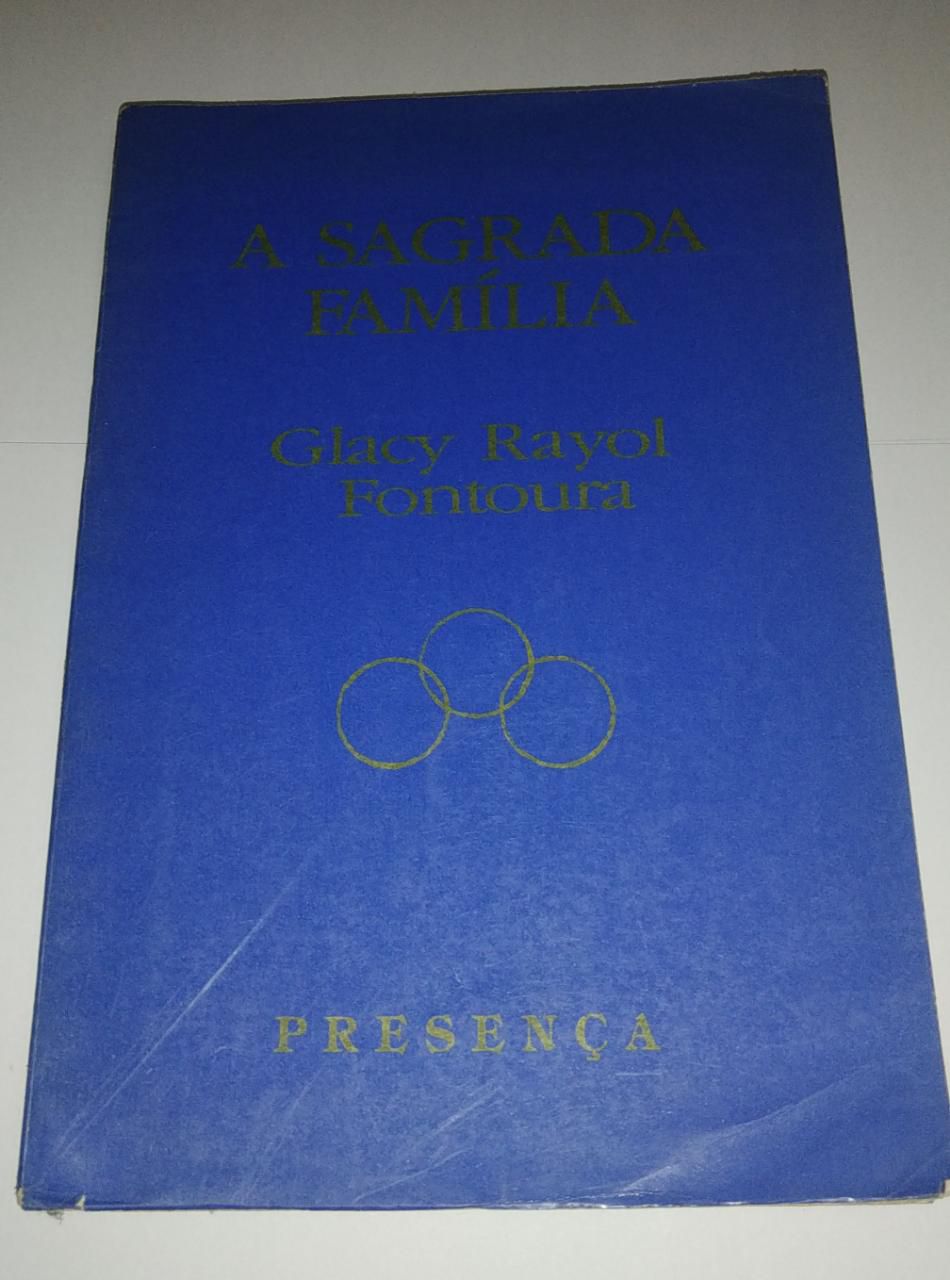 A SAGRADA
FAMÍLIA
Glacy Rayol
Fontoura
PRESENÇA